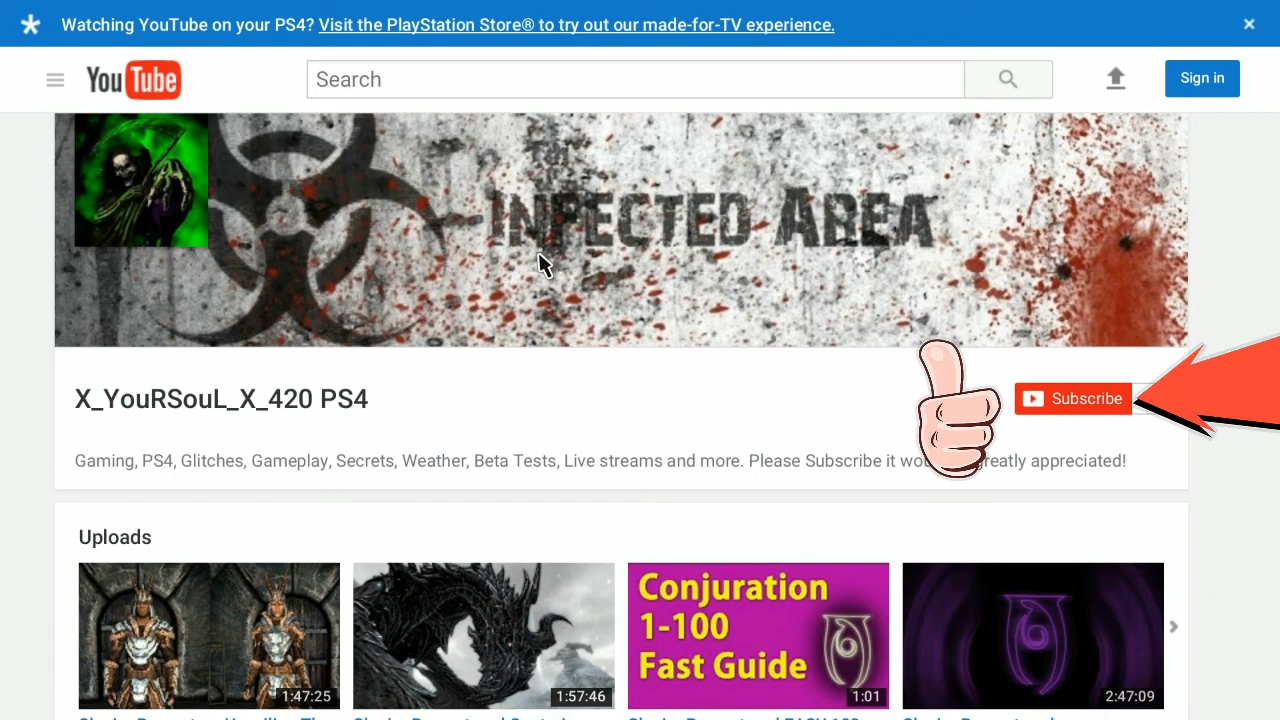 Watching YouTube on your PS4? Visit the PlayStation Store® to try out our made-for-TV experience.
YouTube
Search
Sign in
INFECTED AREA
X_YouRSouL_X_420 PS4
Subscribe
Gaming, PS4, Glitches, Gameplay, Secrets, Weather, Beta Tests, Live streams and more. Please Subscribe it greatly appreciated!
Uploads
Conjuration
1-100
Fast Guide
1:47:25
1:57:46
1:01
2:47:09